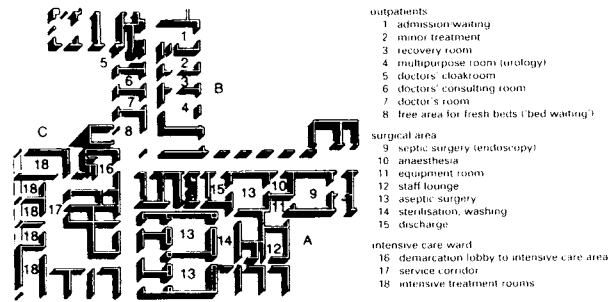 outpatients
1 admission/waiting
2 minor treatment
3 recovery room
4 multipurpose room (urology)
5 doctors' cloakroom
6 doctors' consulting room
7 doctor's room
8 free area for fresh beds ('bed waiting')
surgical area
9 septic surgery (endoscopy)
10 anaesthesia
11 equipment room
12 staff lounge
13 aseptic surgery
14 sterilisation, washing
15 discharge
intensive care ward
16 demarcation lobby to intensive care area
17 service corridor
18 intensive treatment rooms
1
5
2
6
3
B
7
4
C
8
18
16
15
13
10
9
18
11
18
17
18
13
14
A
12
18
13